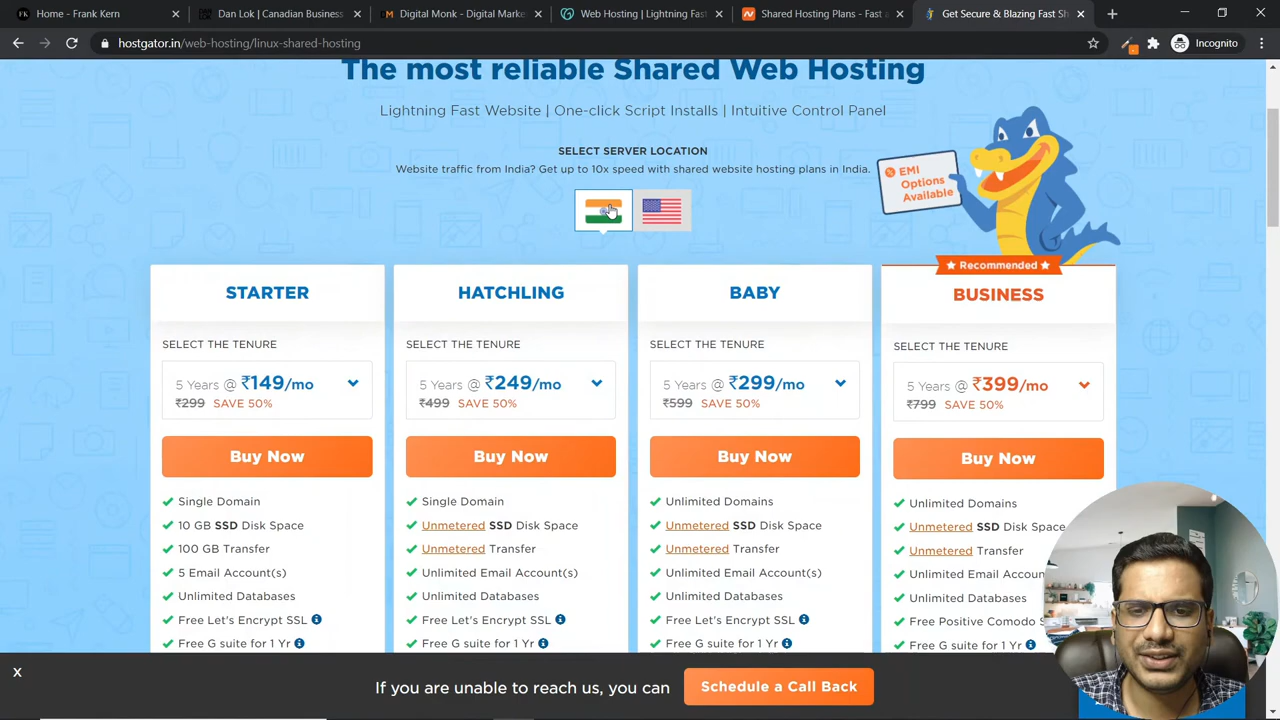 Home - Frank Kern
Dan Lok | Canadian Business
Digital Monk - Digital Marke
Web Hosting | Lightning Fast
Shared Hosting Plans - Fast a
Get Secure & Blazing Fast Sh
hostgator.in/web-hosting/linux-shared-hosting
Incognito
The most reliable Shared Web Hosting
Lightning Fast Website | One-click Script Installs | Intuitive Control Panel
SELECT SERVER LOCATION
Website traffic from India? Get up to 10x speed with shared website hosting plans in India.
EMI
Options
Available
Recommended
STARTER
SELECT THE TENURE
5 Years @ ₹149/mo
₹299 SAVE 50%
Buy Now
Single Domain
10 GB SSD Disk Space
100 GB Transfer
5 Email Account(s)
Unlimited Databases
Free Let's Encrypt SSL
Free G suite for 1 Yr
HATCHLING
SELECT THE TENURE
5 Years @ ₹249/mo
₹499 SAVE 50%
Buy Now
Single Domain
Unmetered SSD Disk Space
Unmetered Transfer
Unlimited Email Account(s)
Unlimited Databases
Free Let's Encrypt SSL
Free G suite for 1 Yr
BABY
SELECT THE TENURE
5 Years @ ₹299/mo
₹599 SAVE 50%
Buy Now
Unlimited Domains
Unmetered SSD Disk Space
Unmetered Transfer
Unlimited Email Account(s)
Unlimited Databases
Free Let's Encrypt SSL
Free G suite for 1 Yr
BUSINESS
SELECT THE TENURE
5 Years @ ₹399/mo
₹799 SAVE 50%
Buy Now
Unlimited Domains
Unmetered SSD Disk Space
Unmetered Transfer
Unlimited Email Accoun
Unlimited Databases
Free Positive Comodo S
Free G suite for 1 Yr
X
If you are unable to reach us, you can
Schedule a Call Back